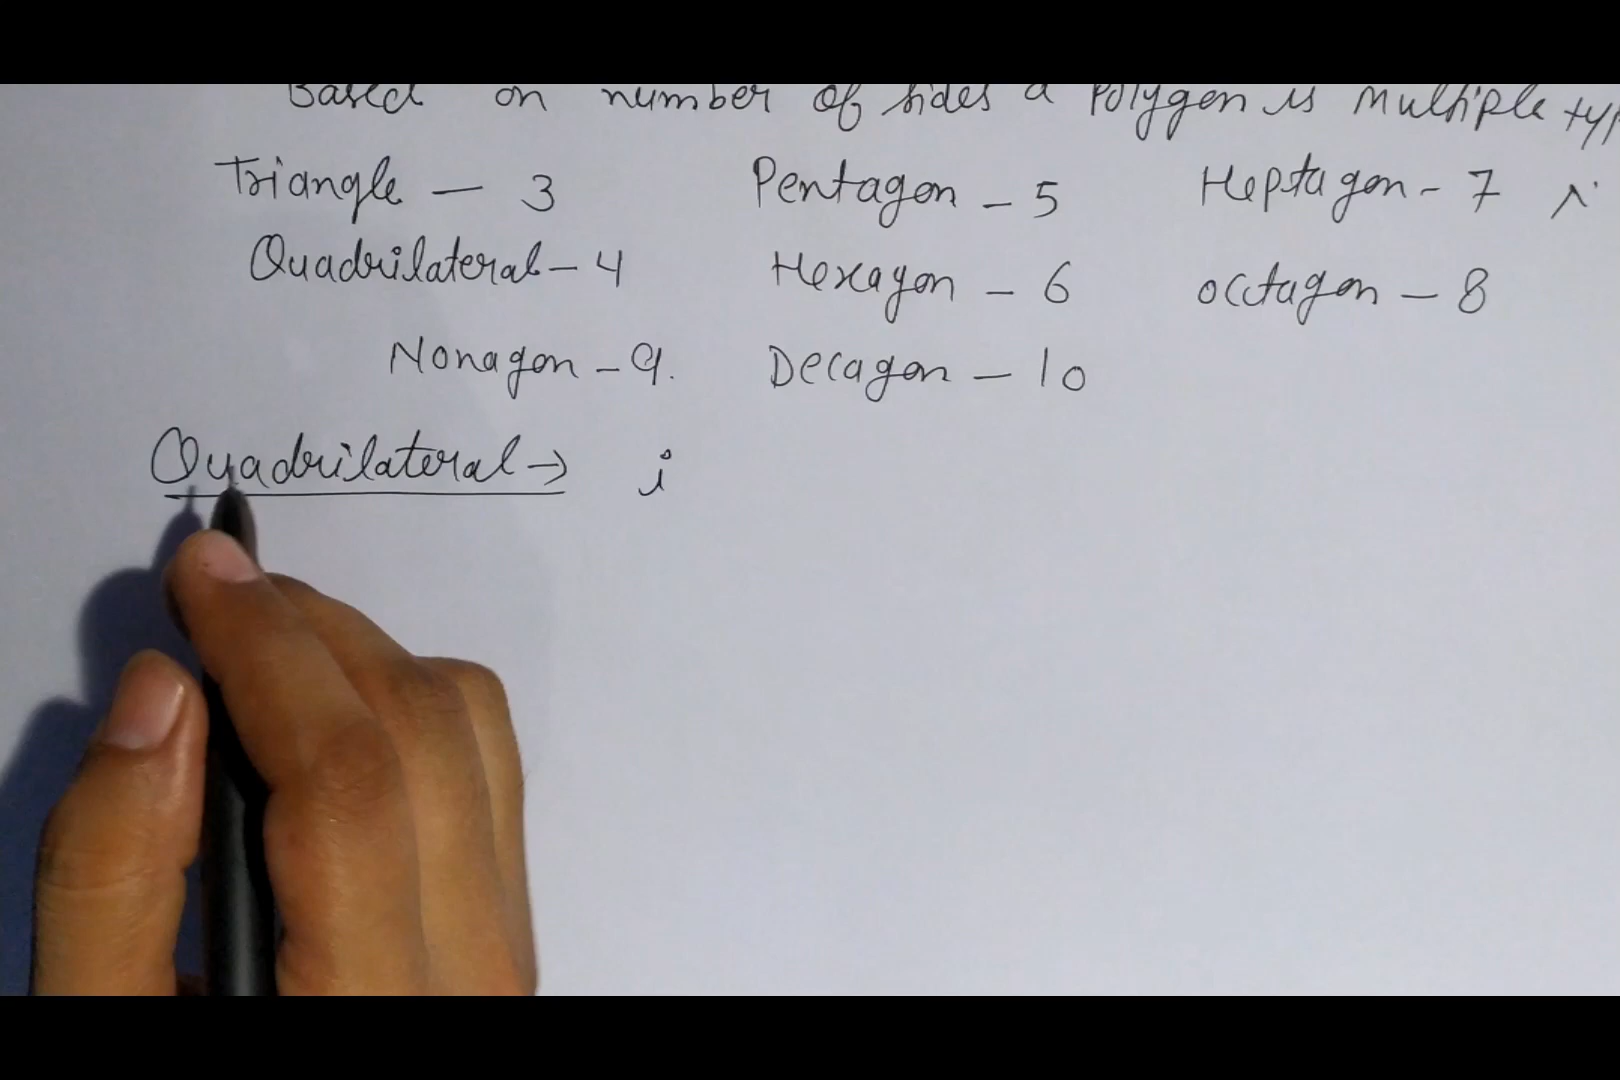 Based on number of sides a Polygon is multiple
Triangle - 3 Pentagon - 5 Heptagon - 7
Quadrilateral - 4 Hexagon - 6 Octagon - 8
Nonagon - 9. Decagon - 10
Quadrilateral → i